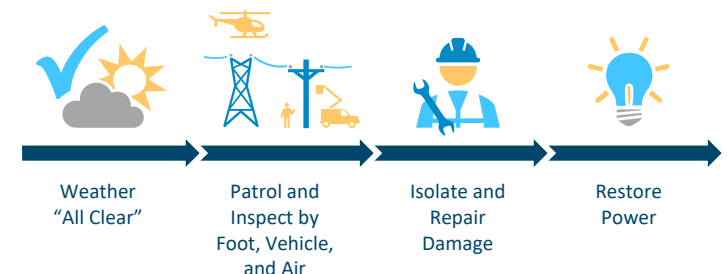 Weather
“All Clear”
Patrol and
Inspect by
Foot, Vehicle,
and Air
Isolate and
Repair
Damage
Restore
Power